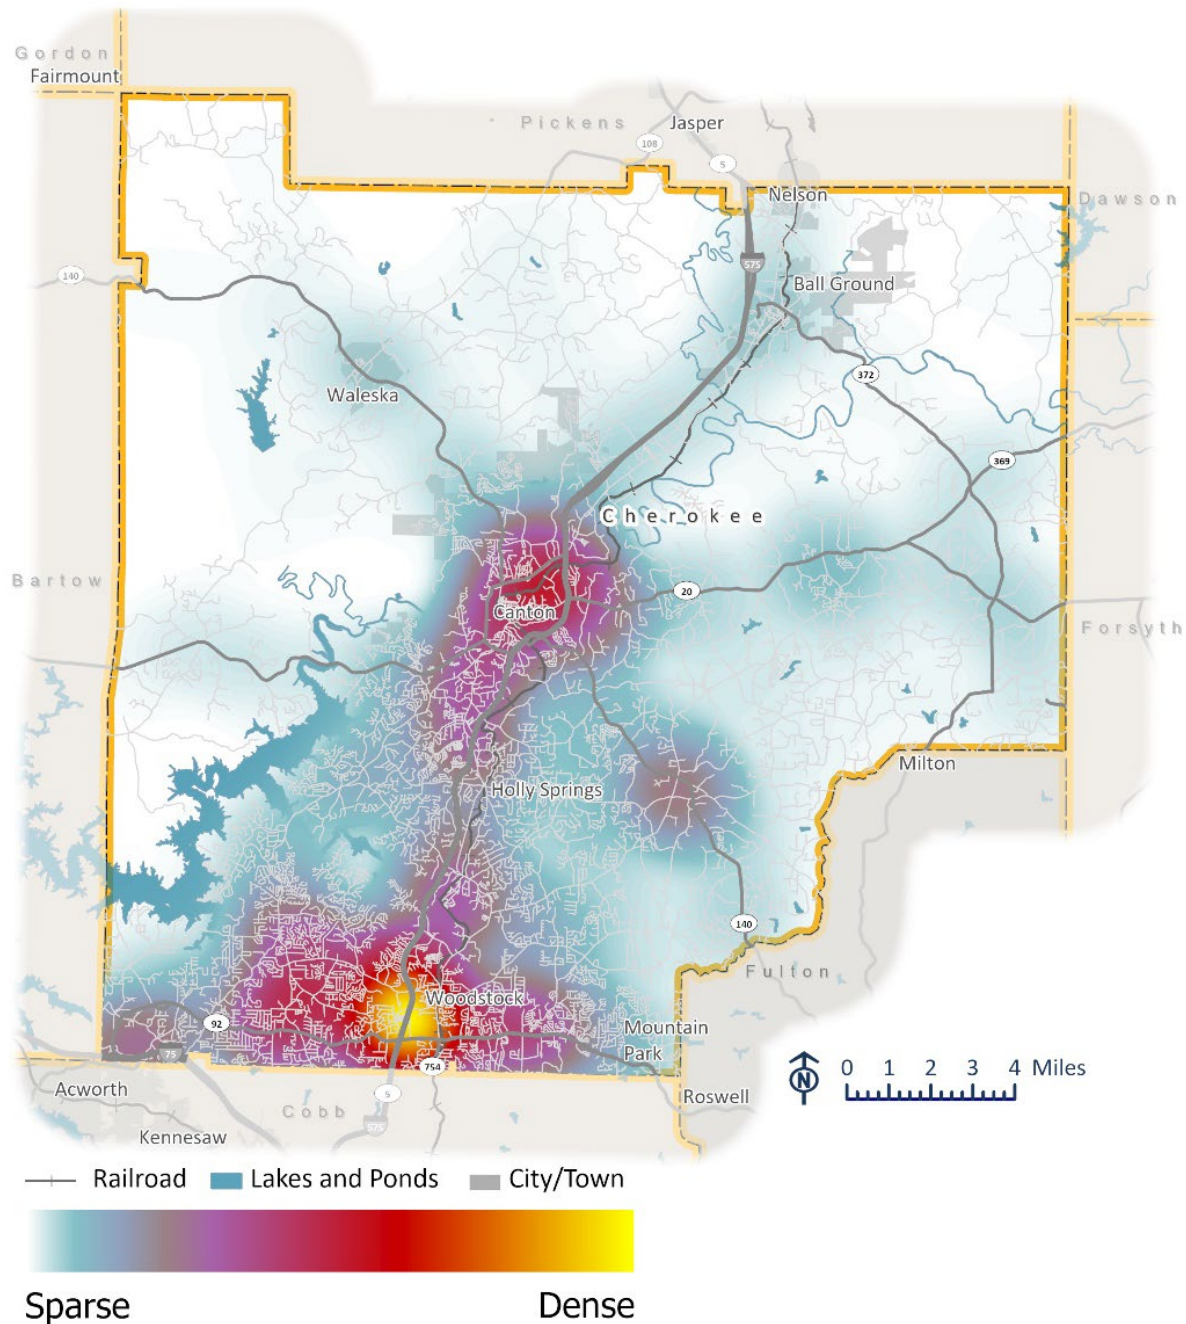 Gordon
Fairmount
Pickens
Jasper
108
5
Nelson
Dawson
140
575
Ball Ground
372
Waleska
369
Cherokee
Bartow
20
Canton
Forsyth
Milton
Holly Springs
140
Fulton
Woodstock
92
Mountain
Park
75
754
Acworth
5
Roswell
Cobb
575
Kennesaw
N
0 1 2 3 4 Miles
Railroad Lakes and Ponds City/Town
Sparse Dense